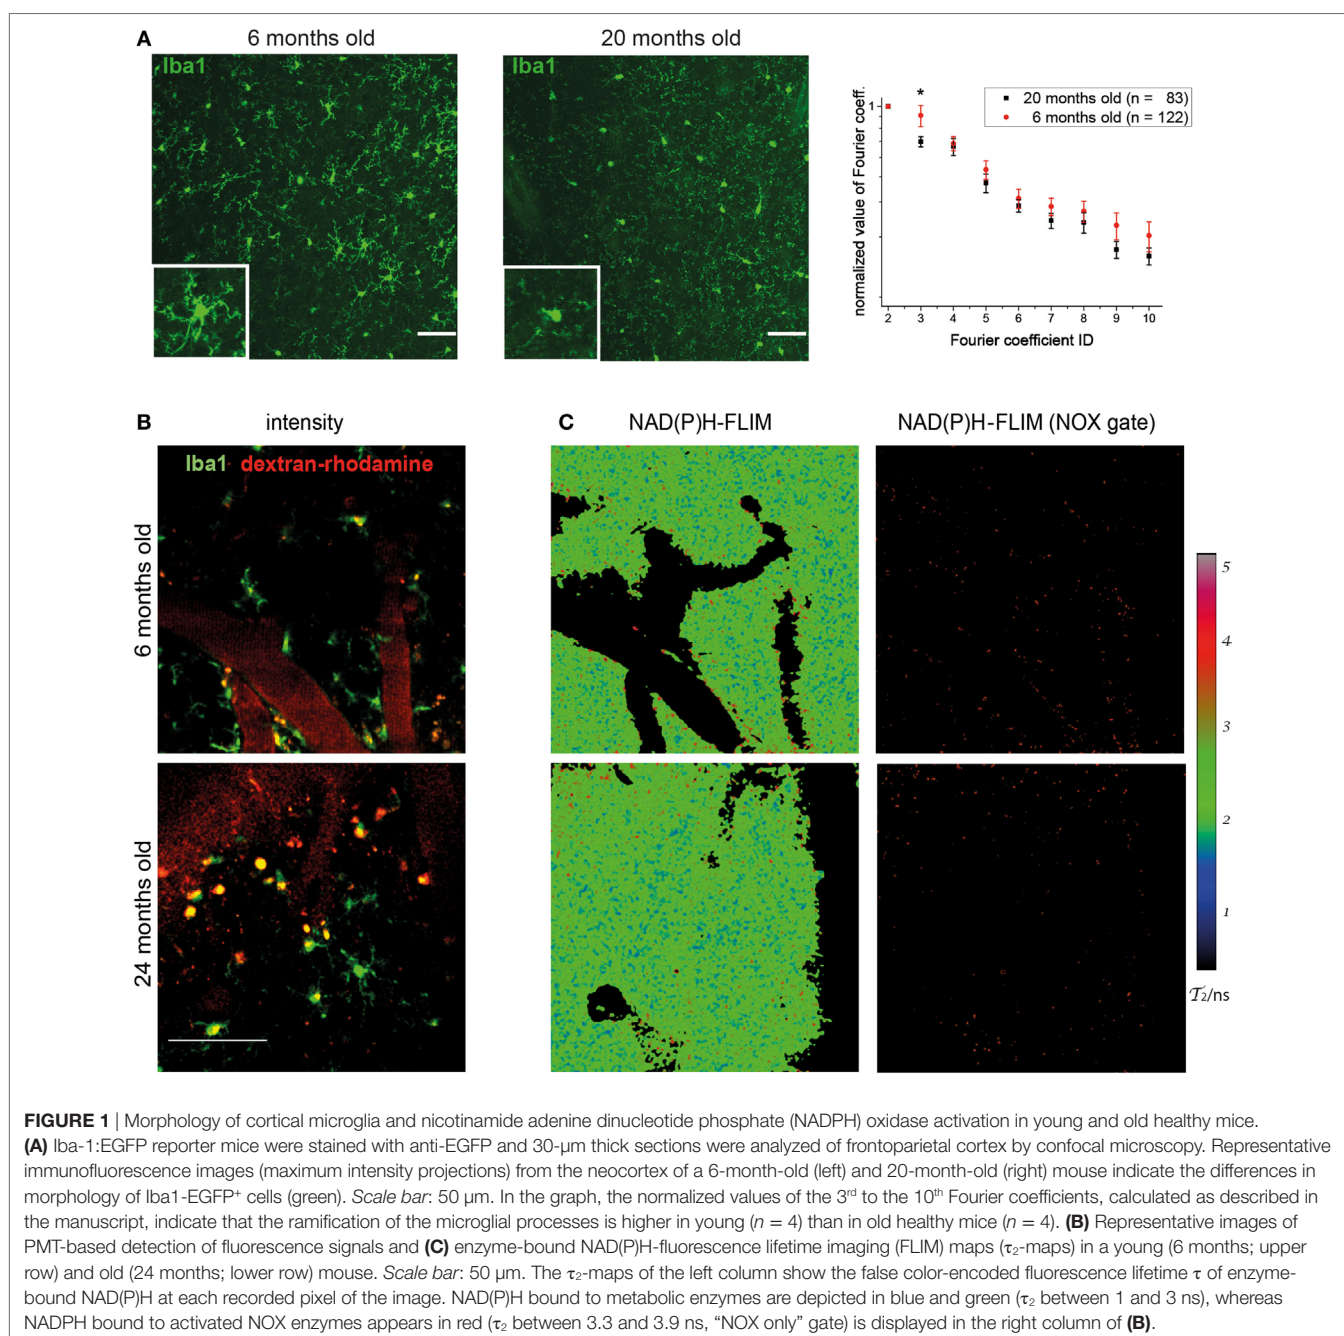 A
6 months old
20 months old
Iba1
Iba1
normalized value of Fourier coeff.
1
*
20 months old (n = 83)
6 months old (n = 122)
2 3 4 5 6 7 8 9 10
Fourier coefficient ID
B
intensity
C
NAD(P)H-FLIM
NAD(P)H-FLIM (NOX gate)
Iba1 dextran-rhodamine
6 months old
24 months old
5
4
3
2
1
τ₂/ns
FIGURE 1 | Morphology of cortical microglia and nicotinamide adenine dinucleotide phosphate (NADPH) oxidase activation in young and old healthy mice.
(A) Iba-1:EGFP reporter mice were stained with anti-EGFP and 30-µm thick sections were analyzed of frontoparietal cortex by confocal microscopy. Representative
immunofluorescence images (maximum intensity projections) from the neocortex of a 6-month-old (left) and 20-month-old (right) mouse indicate the differences in
morphology of Iba1-EGFP⁺ cells (green). Scale bar: 50 µm. In the graph, the normalized values of the 3rd to the 10th Fourier coefficients, calculated as described in
the manuscript, indicate that the ramification of the microglial processes is higher in young (n = 4) than in old healthy mice (n = 4). (B) Representative images of
PMT-based detection of fluorescence signals and (C) enzyme-bound NAD(P)H-fluorescence lifetime imaging (FLIM) maps (τ₂-maps) in a young (6 months; upper
row) and old (24 months; lower row) mouse. Scale bar: 50 µm. The τ₂-maps of the left column show the false color-encoded fluorescence lifetime τ of enzyme-
bound NAD(P)H at each recorded pixel of the image. NAD(P)H bound to metabolic enzymes are depicted in blue and green (τ₂ between 1 and 3 ns), whereas
NADPH bound to activated NOX enzymes appears in red (τ₂ between 3.3 and 3.9 ns, “NOX only” gate) is displayed in the right column of (B).